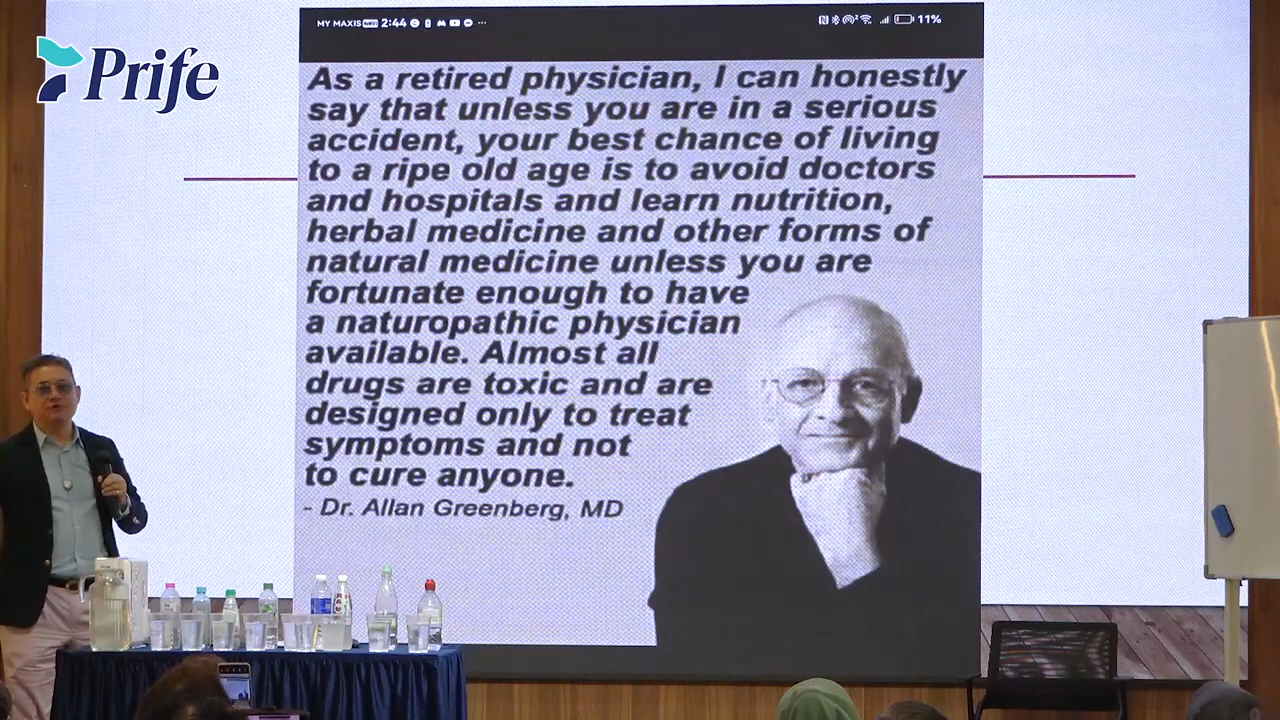 Prife
MY MAXIS 2:44 11%
As a retired physician, I can honestly
say that unless you are in a serious
accident, your best chance of living
to a ripe old age is to avoid doctors
and hospitals and learn nutrition,
herbal medicine and other forms of
natural medicine unless you are
fortunate enough to have
a naturopathic physician
available. Almost all
drugs are toxic and are
designed only to treat
symptoms and not
to cure anyone.
- Dr. Allan Greenberg, MD